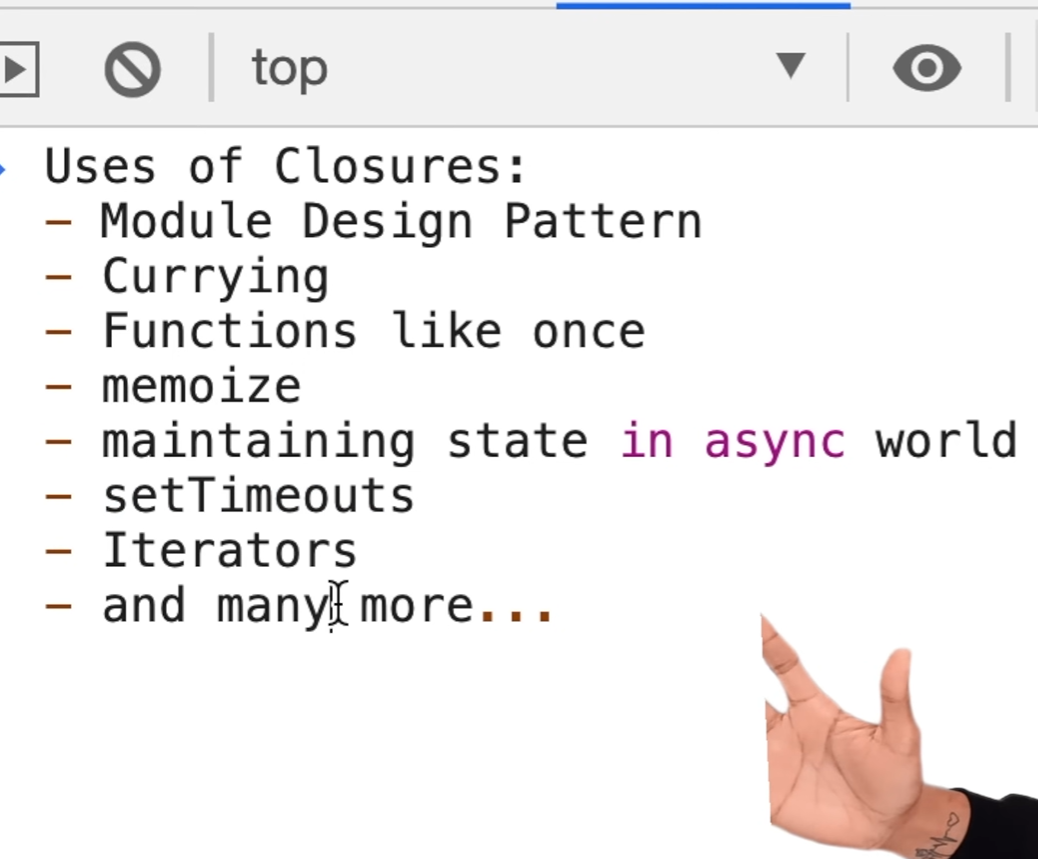 top
Uses of Closures:
- Module Design Pattern
- Currying
- Functions like once
- memoize
- maintaining state in async world
- setTimeouts
- Iterators
- and many more...